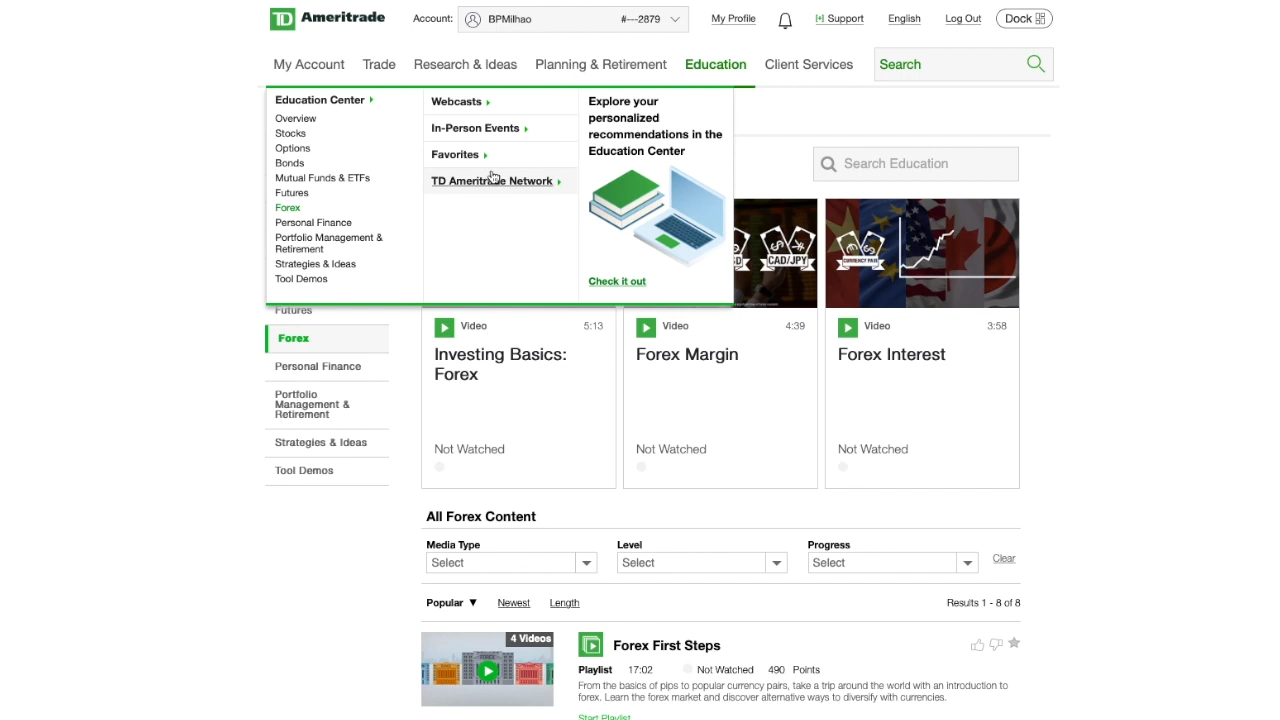 TD Ameritrade
Account: BPMilhao #---2879
My Profile
Support
English
Log Out
Dock
My Account
Trade
Research & Ideas
Planning & Retirement
Education
Client Services
Search
Education Center
Overview
Stocks
Options
Bonds
Mutual Funds & ETFs
Futures
Forex
Personal Finance
Portfolio Management &
Retirement
Strategies & Ideas
Tool Demos
Webcasts
In-Person Events
Favorites
TD Ameritrade Network
Explore your
personalized
recommendations in the
Education Center
Check it out
Search Education
CAD/JPY
CURRENCY PAIR
Futures
Forex
Personal Finance
Portfolio
Management &
Retirement
Strategies & Ideas
Tool Demos
Video 5:13
Investing Basics:
Forex
Not Watched
Video 4:39
Forex Margin
Not Watched
Video 3:58
Forex Interest
Not Watched
All Forex Content
Media Type
Select
Level
Select
Progress
Select
Clear
Popular ▼ Newest Length
Results 1 - 8 of 8
4 Videos
FOREX
Forex First Steps
Playlist 17:02 Not Watched 490 Points
From the basics of pips to popular currency pairs, take a trip around the world with an introduction to
forex. Learn the forex market and discover alternative ways to diversify with currencies.
Start Playlist